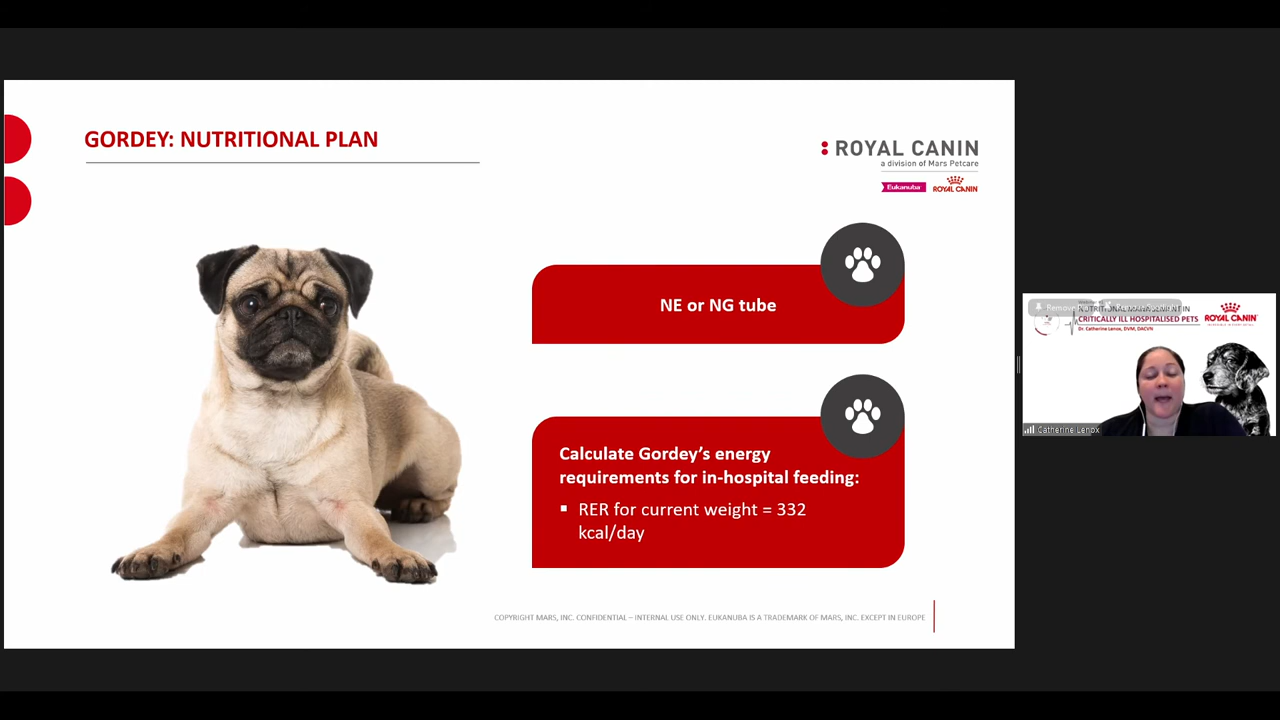 GORDEY: NUTRITIONAL PLAN
ROYAL CANIN
a division of Mars Petcare
Eukanuba
ROYAL CANIN
NE or NG tube
Calculate Gordey's energy
requirements for in-hospital feeding:
▪ RER for current weight = 332
kcal/day
COPYRIGHT MARS, INC. CONFIDENTIAL – INTERNAL USE ONLY. EUKANUBA IS A TRADEMARK OF MARS, INC. EXCEPT IN EUROPE
NUTRITIONAL MANAGEMENT IN
CRITICALLY ILL HOSPITALISED PETS
Dr. Catherine Lenox, DVM, DACVN
ROYAL CANIN
Catherine Lenox